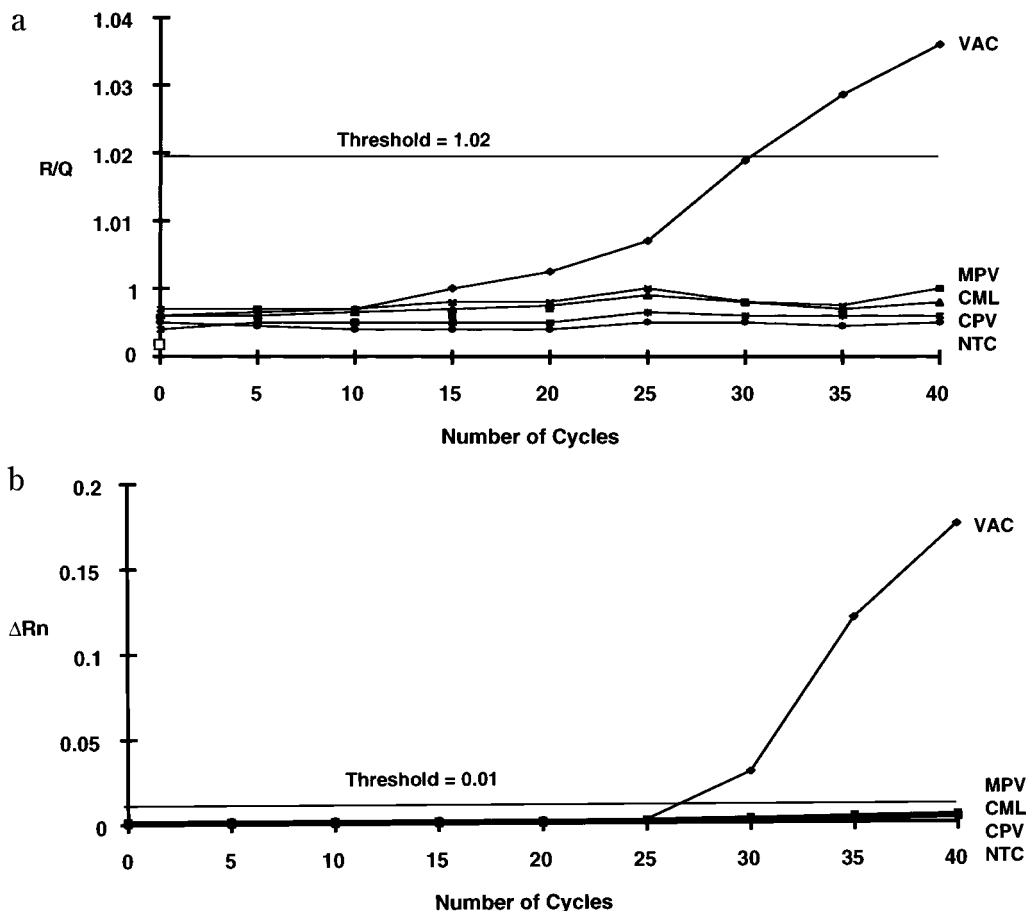 a
1.04
VAC
1.03
Threshold = 1.02
1.02
R/Q
1.01
MPV
1
CML
CPV
0
NTC
0 5 10 15 20 25 30 35 40
Number of Cycles
b
0.2
VAC
0.15
ΔRn
0.1
0.05
Threshold = 0.01
MPV
CML
0
CPV
NTC
0 5 10 15 20 25 30 35 40
Number of Cycles